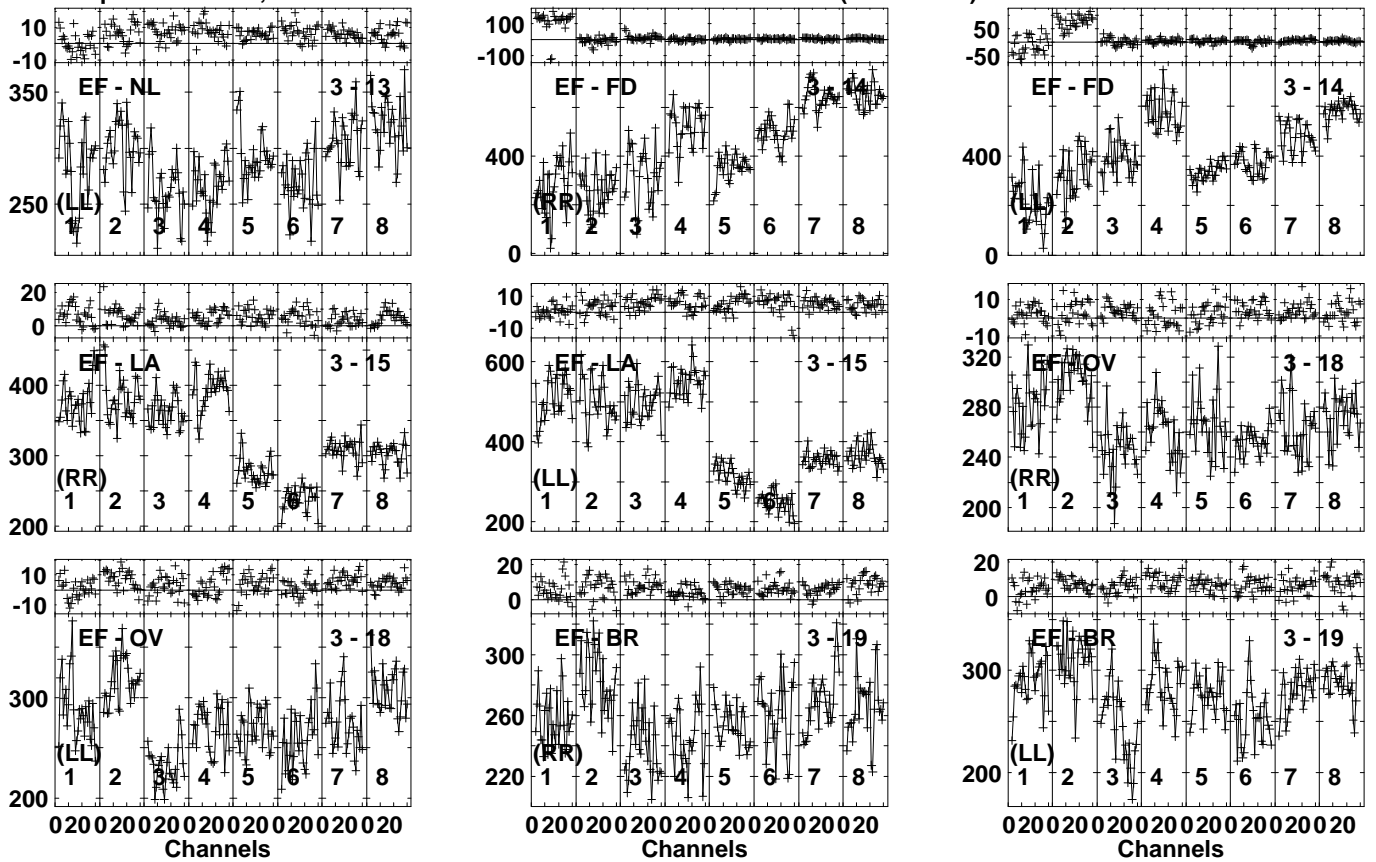 10
-10
EF - NL 3 - 13
350
250
(LL)
1 2 3 4 5 6 7 8
100
-100
EF - FD 3 - 14
400
0
(RR)
1 2 3 4 5 6 7 8
50
-50
EF - FD 3 - 14
400
0
(LL)
1 2 3 4 5 6 7 8
20
0
EF - LA 3 - 15
400
300
200
(RR)
1 2 3 4 5 6 7 8
10
-10
EF - LA 3 - 15
600
400
200
(LL)
1 2 3 4 5 6 7 8
10
-10
EF - OV 3 - 18
320
280
240
200
(RR)
1 2 3 4 5 6 7 8
10
-10
EF - OV 3 - 18
300
200
(LL)
1 2 3 4 5 6 7 8
0 20 0 20 0 20 0 20 0 20 0 20 0 20 0 20
Channels
20
0
EF - BR 3 - 19
300
260
220
(RR)
1 2 3 4 5 6 7 8
0 20 0 20 0 20 0 20 0 20 0 20 0 20 0 20
Channels
20
0
EF - BR 3 - 19
300
200
(LL)
1 2 3 4 5 6 7 8
0 20 0 20 0 20 0 20 0 20 0 20 0 20 0 20
Channels